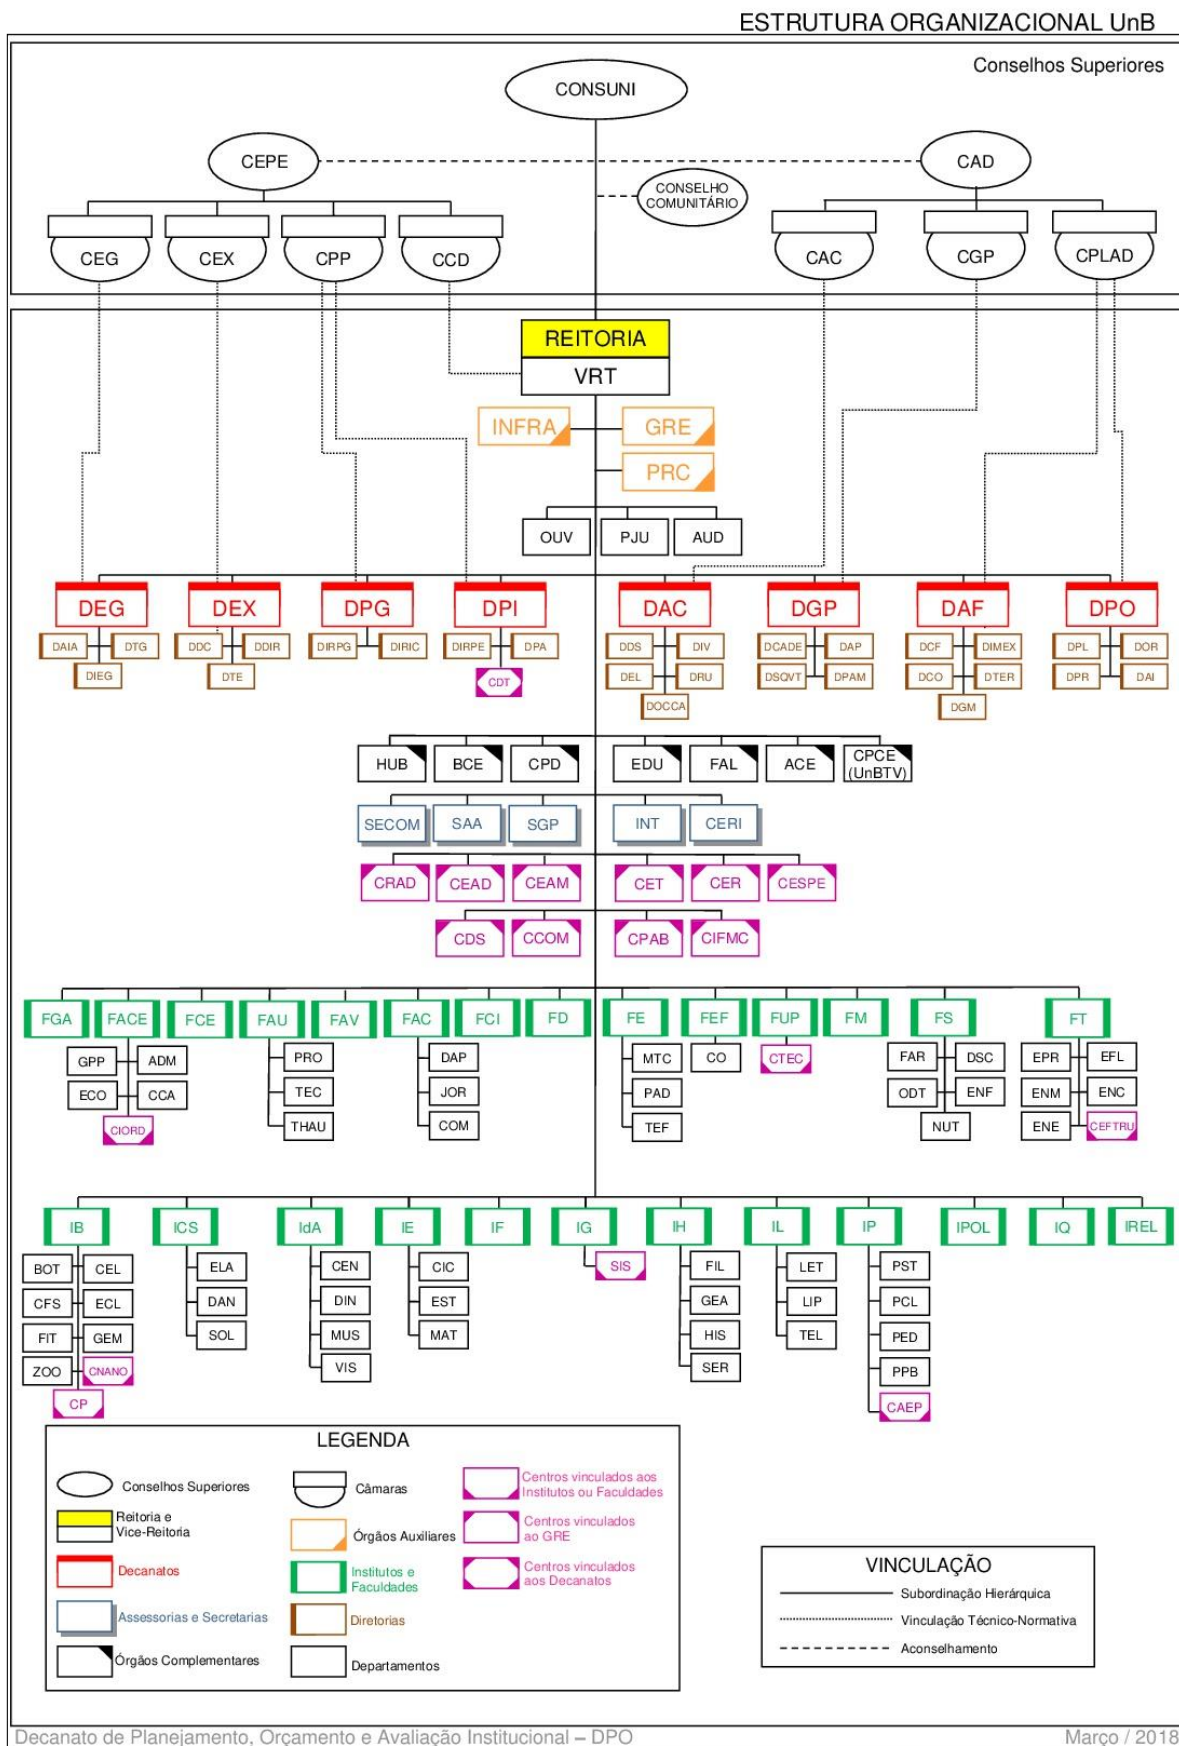 ESTRUTURA ORGANIZACIONAL UnB
Conselhos Superiores
CONSUNI
CEPE
CAD
CONSELHO
COMUNITÁRIO
CEG
CEX
CPP
CCD
CAC
CGP
CPLAD
REITORIA
VRT
INFRA
GRE
PRC
OUV
PJU
AUD
DEG
DEX
DPG
DPI
DAC
DGP
DAF
DPO
DAIA
DTG
DDC
DDIR
DIRPG
DIRIC
DIRPE
DPA
DDS
DIV
DCADE
DAP
DCF
DIMEX
DPL
DOR
DIEG
DTE
CDT
DEL
DRU
DSQVT
DPAM
DCO
DTER
DPR
DAI
DOCCA
DGM
HUB
BCE
CPD
EDU
FAL
ACE
CPCE
(UnBTV)
SECOM
SAA
SGP
INT
CERI
CRAD
CEAD
CEAM
CET
CER
CESPE
CDS
CCOM
CPAB
CIFMC
FGA
FACE
FCE
FAU
FAV
FAC
FCI
FD
FE
FEF
FUP
FM
FS
FT
GPP
ADM
PRO
DAP
MTC
CO
CTEC
FAR
DSC
EPR
EFL
ECO
CCA
TEC
JOR
PAD
ODT
ENF
ENM
ENC
CIORD
THAU
COM
TEF
NUT
ENE
CEFTRU
IB
ICS
IdA
IE
IF
IG
IH
IL
IP
IPOL
IQ
IREL
BOT
CEL
ELA
CEN
CIC
SIS
FIL
LET
PST
CFS
ECL
DAN
DIN
EST
GEA
LIP
PCL
FIT
GEM
SOL
MUS
MAT
HIS
TEL
PED
ZOO
CNANO
VIS
SER
PPB
CP
CAEP
LEGENDA
Conselhos Superiores
Câmaras
Centros vinculados aos
Institutos ou Faculdades
Reitoria e
Vice-Reitoria
Órgãos Auxiliares
Centros vinculados
ao GRE
Decanatos
Institutos e
Faculdades
Centros vinculados
aos Decanatos
Assessorias e Secretarias
Diretorias
Órgãos Complementares
Departamentos
VINCULAÇÃO
Subordinação Hierárquica
Vinculação Técnico-Normativa
Aconselhamento
Decanato de Planejamento, Orçamento e Avaliação Institucional – DPO
Março / 2018